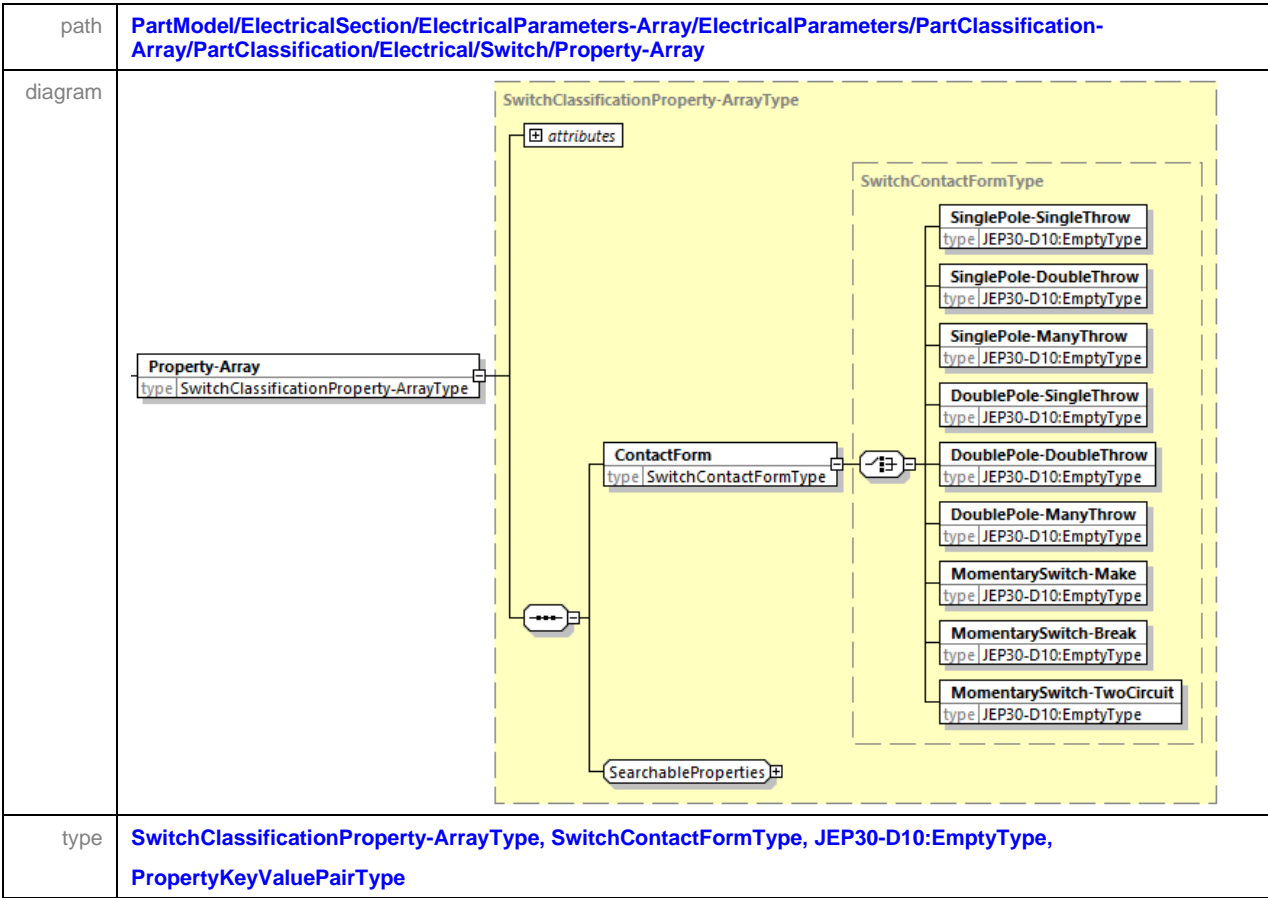 path
PartModel/ElectricalSection/ElectricalParameters-Array/ElectricalParameters/PartClassification-
Array/PartClassification/Electrical/Switch/Property-Array
diagram
SwitchClassificationProperty-ArrayType
attributes
SwitchContactFormType
SinglePole-SingleThrow
type JEP30-D10:EmptyType
SinglePole-DoubleThrow
type JEP30-D10:EmptyType
SinglePole-ManyThrow
type JEP30-D10:EmptyType
Property-Array
type SwitchClassificationProperty-ArrayType
DoublePole-SingleThrow
type JEP30-D10:EmptyType
ContactForm
type SwitchContactFormType
DoublePole-DoubleThrow
type JEP30-D10:EmptyType
DoublePole-ManyThrow
type JEP30-D10:EmptyType
MomentarySwitch-Make
type JEP30-D10:EmptyType
MomentarySwitch-Break
type JEP30-D10:EmptyType
MomentarySwitch-TwoCircuit
type JEP30-D10:EmptyType
SearchableProperties
type
SwitchClassificationProperty-ArrayType, SwitchContactFormType, JEP30-D10:EmptyType,
PropertyKeyValuePairType